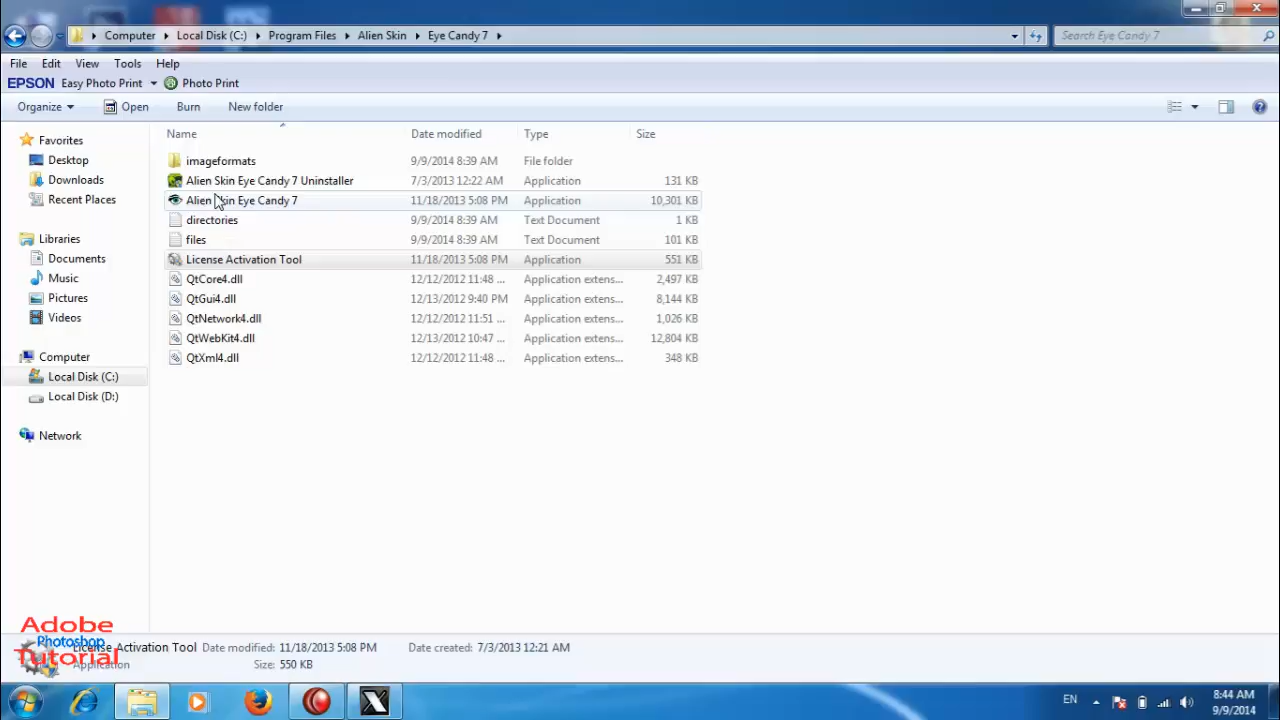 Computer Local Disk (C:) Program Files Alien Skin Eye Candy 7
Search Eye Candy 7
File Edit View Tools Help
EPSON Easy Photo Print Photo Print
Organize Open Burn New folder
Name Date modified Type Size
Favorites
Desktop
Downloads
Recent Places
Libraries
Documents
Music
Pictures
Videos
Computer
Local Disk (C:)
Local Disk (D:)
Network
imageformats 9/9/2014 8:39 AM File folder
Alien Skin Eye Candy 7 Uninstaller 7/3/2013 12:22 AM Application 131 KB
Alien Skin Eye Candy 7 11/18/2013 5:08 PM Application 10,301 KB
directories 9/9/2014 8:39 AM Text Document 1 KB
files 9/9/2014 8:39 AM Text Document 101 KB
License Activation Tool 11/18/2013 5:08 PM Application 551 KB
QtCore4.dll 12/12/2012 11:48 ... Application extens... 2,497 KB
QtGui4.dll 12/13/2012 9:40 PM Application extens... 8,144 KB
QtNetwork4.dll 12/12/2012 11:51 ... Application extens... 1,026 KB
QtWebKit4.dll 12/13/2012 10:47 ... Application extens... 12,804 KB
QtXml4.dll 12/12/2012 11:48 ... Application extens... 348 KB
Adobe
Photoshop
Tutorial
License Activation Tool Date modified: 11/18/2013 5:08 PM Date created: 7/3/2013 12:21 AM
Application Size: 550 KB
EN
8:44 AM
9/9/2014